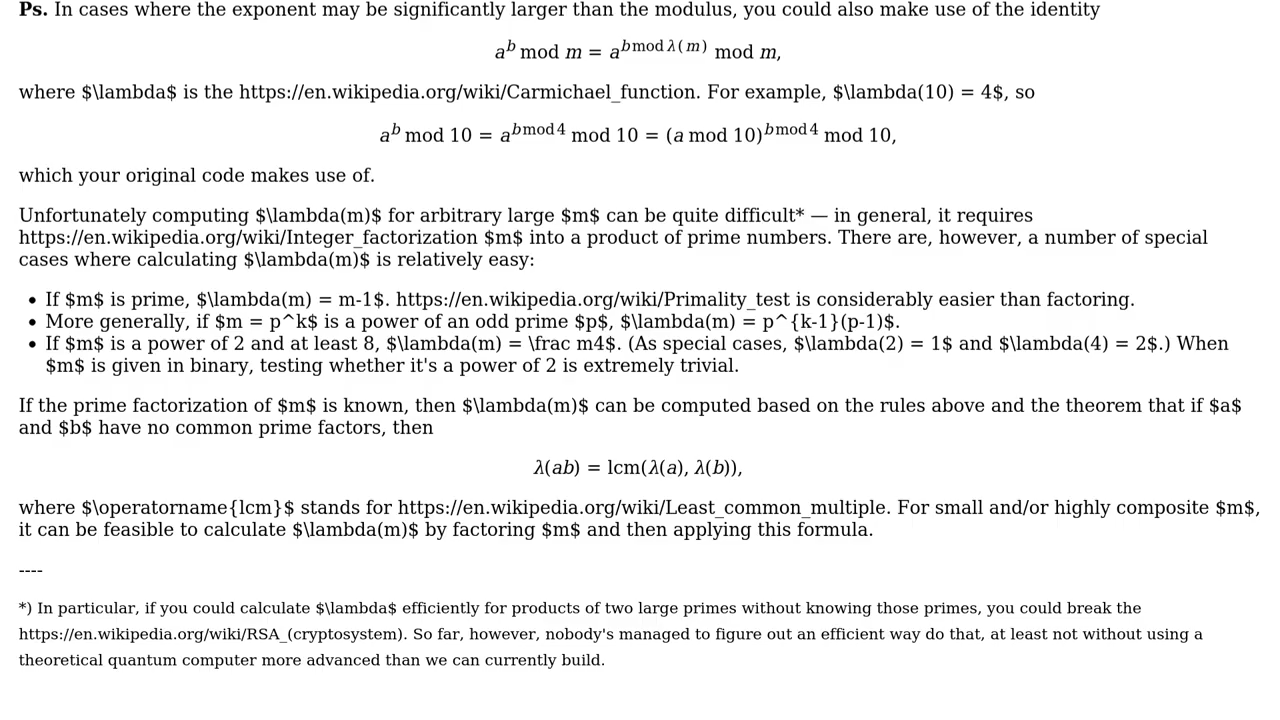 Ps. In cases where the exponent may be significantly larger than the modulus, you could also make use of the identity
a^b mod m = a^{b mod λ(m)} mod m,
where $\lambda$ is the https://en.wikipedia.org/wiki/Carmichael_function. For example, $\lambda(10) = 4$, so
a^b mod 10 = a^{b mod 4} mod 10 = (a mod 10)^{b mod 4} mod 10,
which your original code makes use of.
Unfortunately computing $\lambda(m)$ for arbitrary large $m$ can be quite difficult* — in general, it requires
https://en.wikipedia.org/wiki/Integer_factorization $m$ into a product of prime numbers. There are, however, a number of special
cases where calculating $\lambda(m)$ is relatively easy:
• If $m$ is prime, $\lambda(m) = m-1$. https://en.wikipedia.org/wiki/Primality_test is considerably easier than factoring.
• More generally, if $m = p^k$ is a power of an odd prime $p$, $\lambda(m) = p^{k-1}(p-1)$.
• If $m$ is a power of 2 and at least 8, $\lambda(m) = \frac m4$. (As special cases, $\lambda(2) = 1$ and $\lambda(4) = 2$.) When
$m$ is given in binary, testing whether it's a power of 2 is extremely trivial.
If the prime factorization of $m$ is known, then $\lambda(m)$ can be computed based on the rules above and the theorem that if $a$
and $b$ have no common prime factors, then
λ(ab) = lcm(λ(a), λ(b)),
where $\operatorname{lcm}$ stands for https://en.wikipedia.org/wiki/Least_common_multiple. For small and/or highly composite $m$,
it can be feasible to calculate $\lambda(m)$ by factoring $m$ and then applying this formula.
----
*) In particular, if you could calculate $\lambda$ efficiently for products of two large primes without knowing those primes, you could break the
https://en.wikipedia.org/wiki/RSA_(cryptosystem). So far, however, nobody's managed to figure out an efficient way do that, at least not without using a
theoretical quantum computer more advanced than we can currently build.